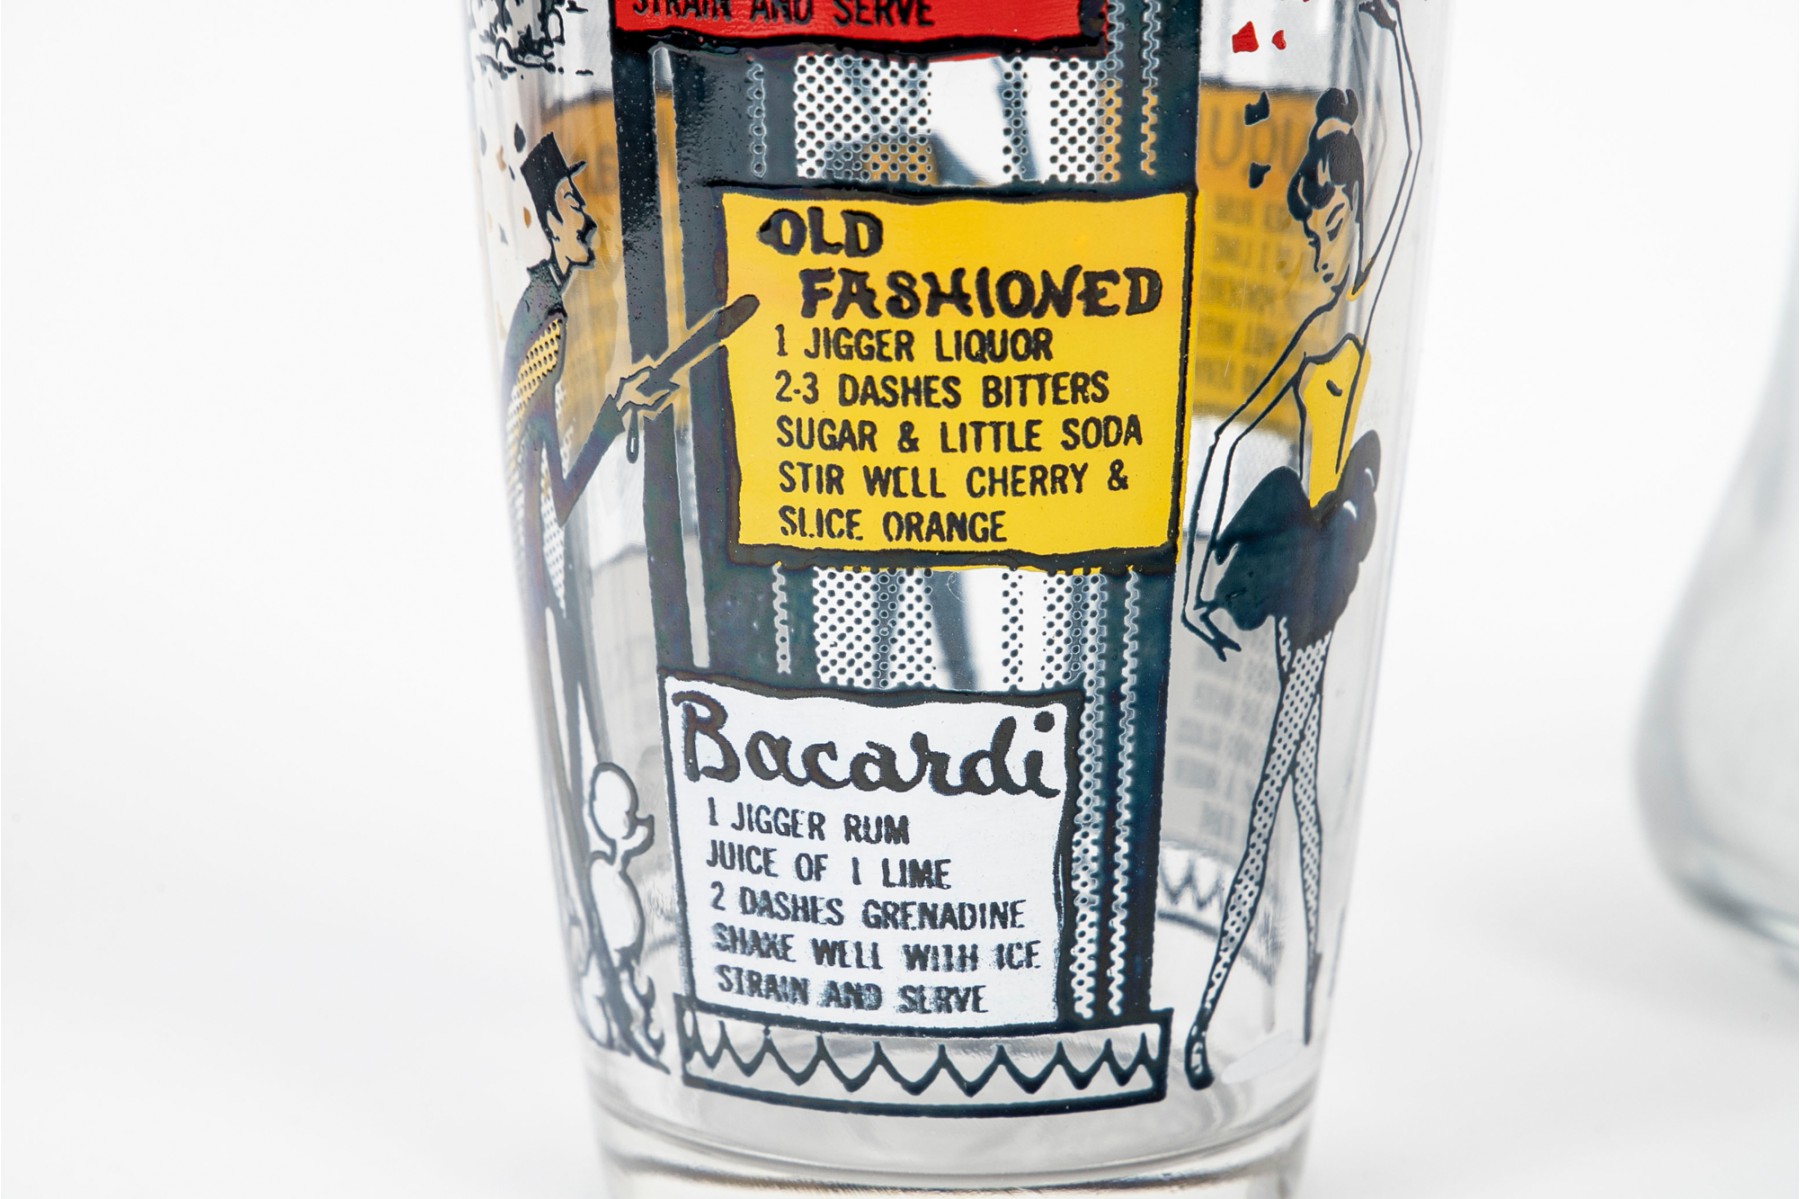 STRAIN AND SERVE
OLD
FASHIONED
1 JIGGER LIQUOR
2-3 DASHES BITTERS
SUGAR & LITTLE SODA
STIR WELL CHERRY &
SLICE ORANGE
Bacardi
1 JIGGER RUM
JUICE OF 1 LIME
2 DASHES GRENADINE
SHAKE WELL WITH ICE
STRAIN AND SERVE